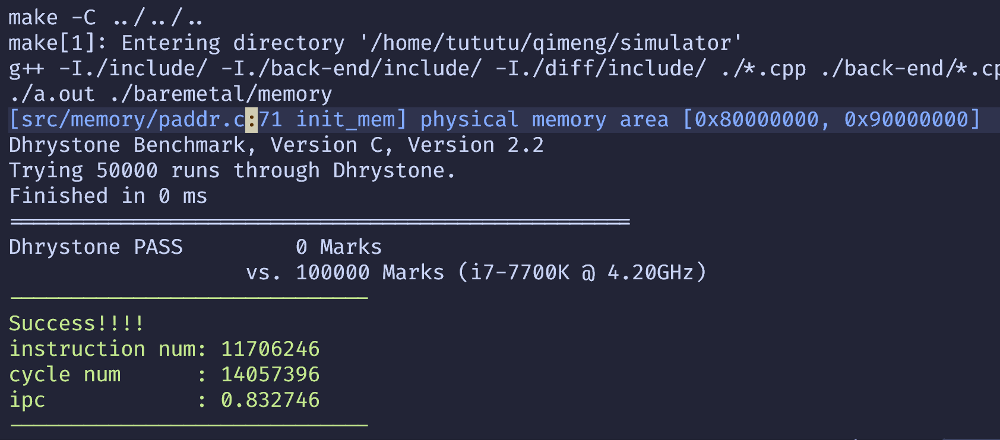 make -C ../../..
make[1]: Entering directory '/home/tututu/qimeng/simulator'
g++ -I./include/ -I./back-end/include/ -I./diff/include/ ./*.cpp ./back-end/*.cp
./a.out ./baremetal/memory
[src/memory/paddr.c:71 init_mem] physical memory area [0x80000000, 0x90000000]
Dhrystone Benchmark, Version C, Version 2.2
Trying 50000 runs through Dhrystone.
Finished in 0 ms
==================================================
Dhrystone PASS         0 Marks
                   vs. 100000 Marks (i7-7700K @ 4.20GHz)
-----------------------------
Success!!!!
instruction num: 11706246
cycle num      : 14057396
ipc            : 0.832746
-----------------------------